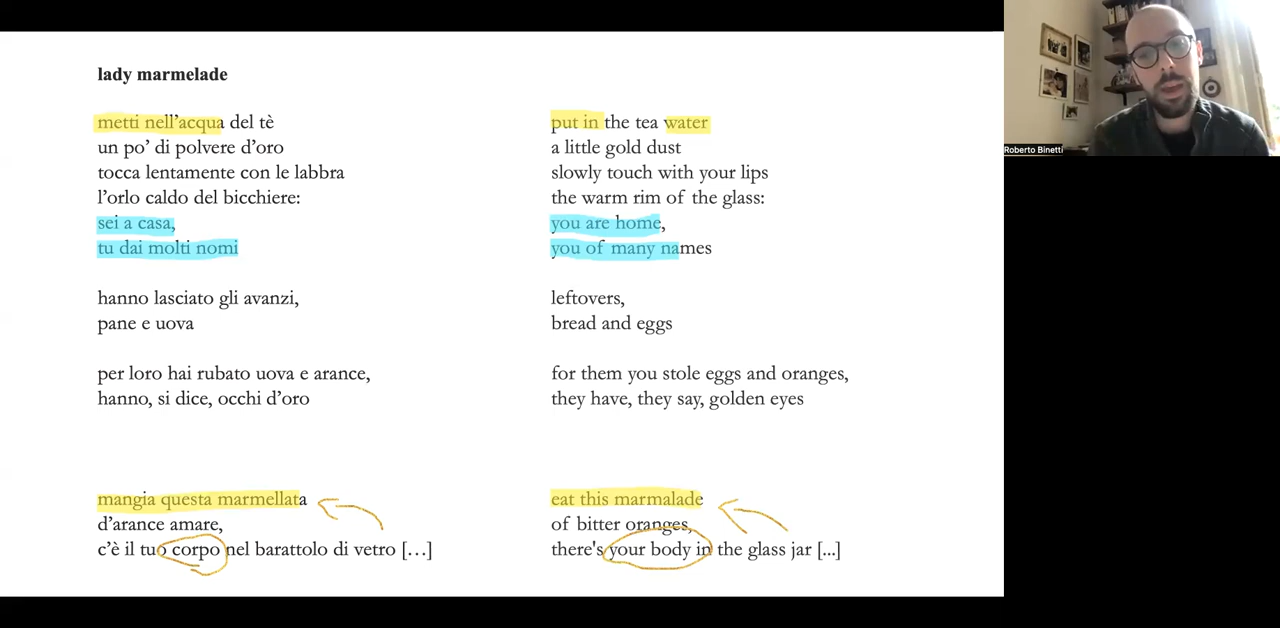 lady marmelade
metti nell'acqua del tè
un po' di polvere d'oro
tocca lentamente con le labbra
l'orlo caldo del bicchiere:
sei a casa,
tu dai molti nomi
hanno lasciato gli avanzi,
pane e uova
per loro hai rubato uova e arance,
hanno, si dice, occhi d'oro
mangia questa marmellata
d'arance amare,
c'è il tuo corpo nel barattolo di vetro […]
put in the tea water
a little gold dust
slowly touch with your lips
the warm rim of the glass:
you are home,
you of many names
leftovers,
bread and eggs
for them you stole eggs and oranges,
they have, they say, golden eyes
eat this marmalade
of bitter oranges,
there's your body in the glass jar [...]
Roberto Binetti